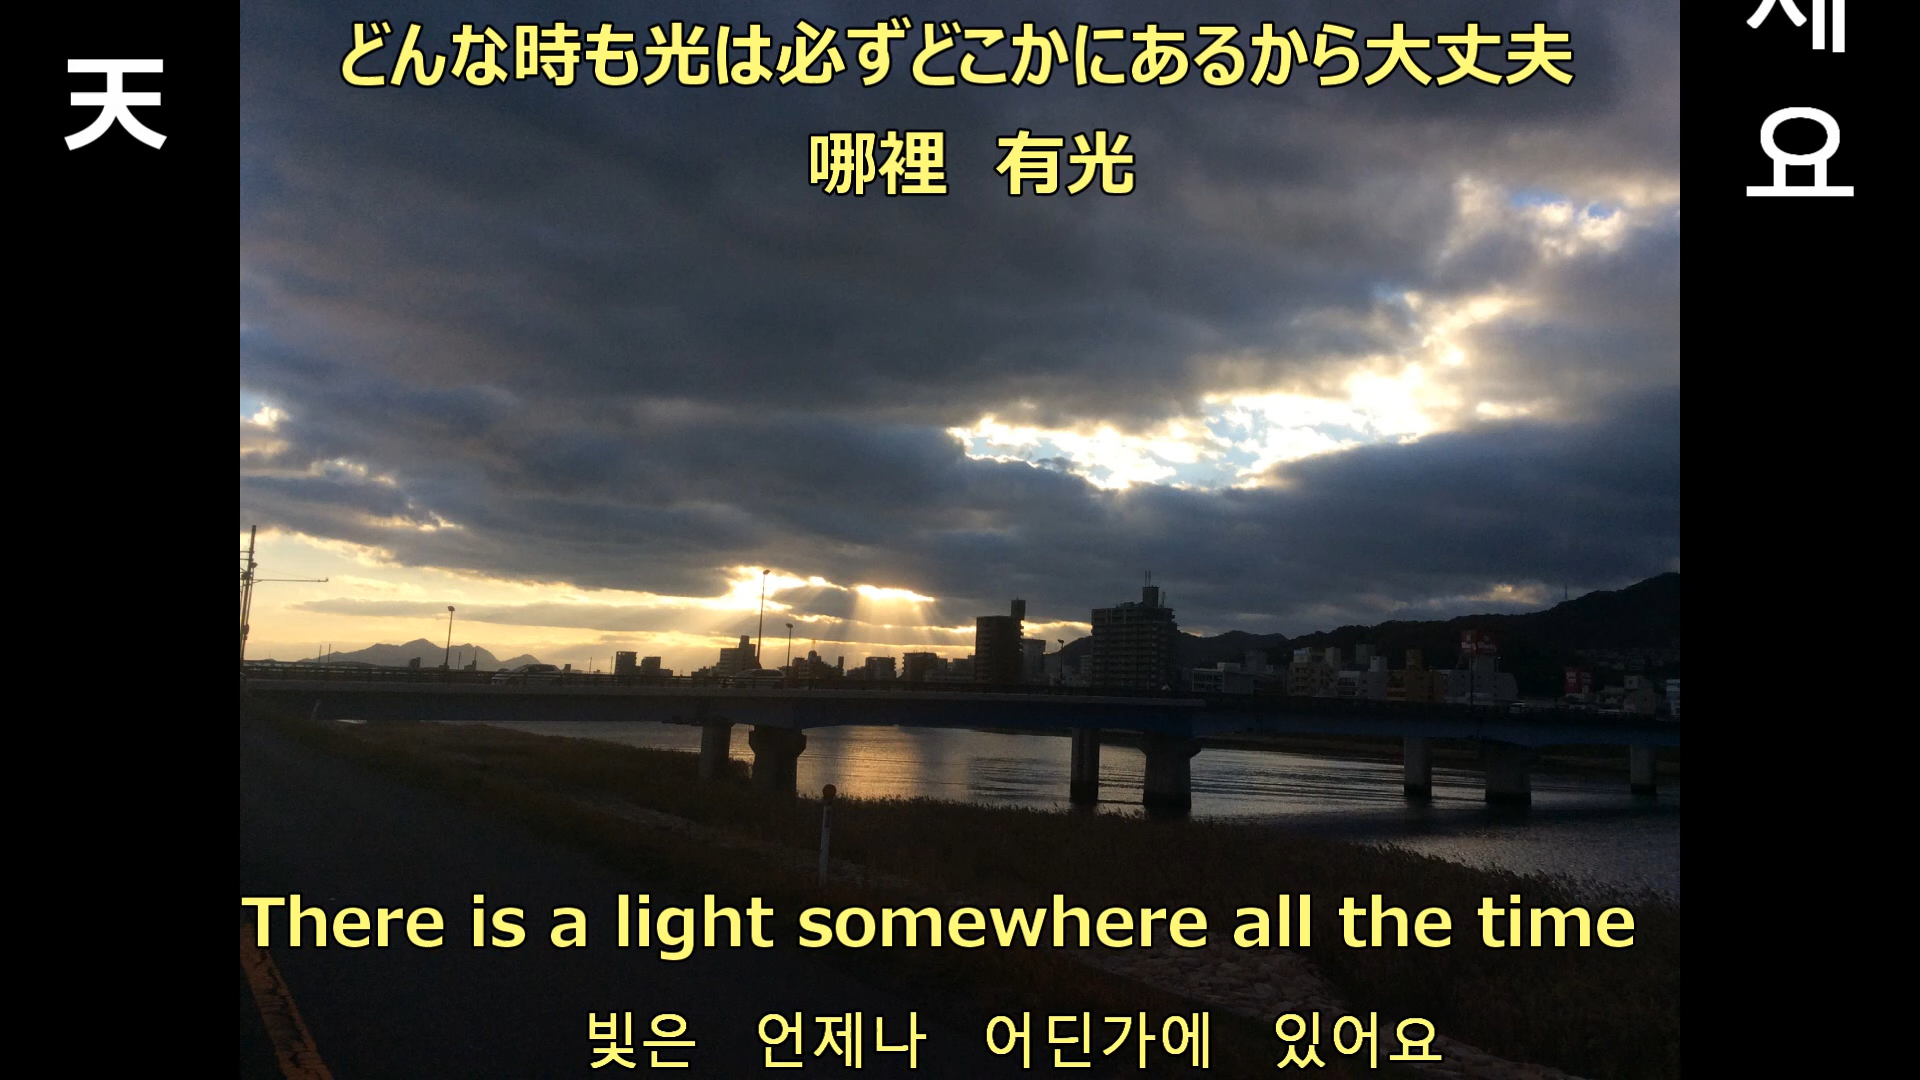 天
どんな時も光は必ずどこかにあるから大丈夫
哪裡　有光
There is a light somewhere all the time
빛은　언제나　어딘가에　있어요
요